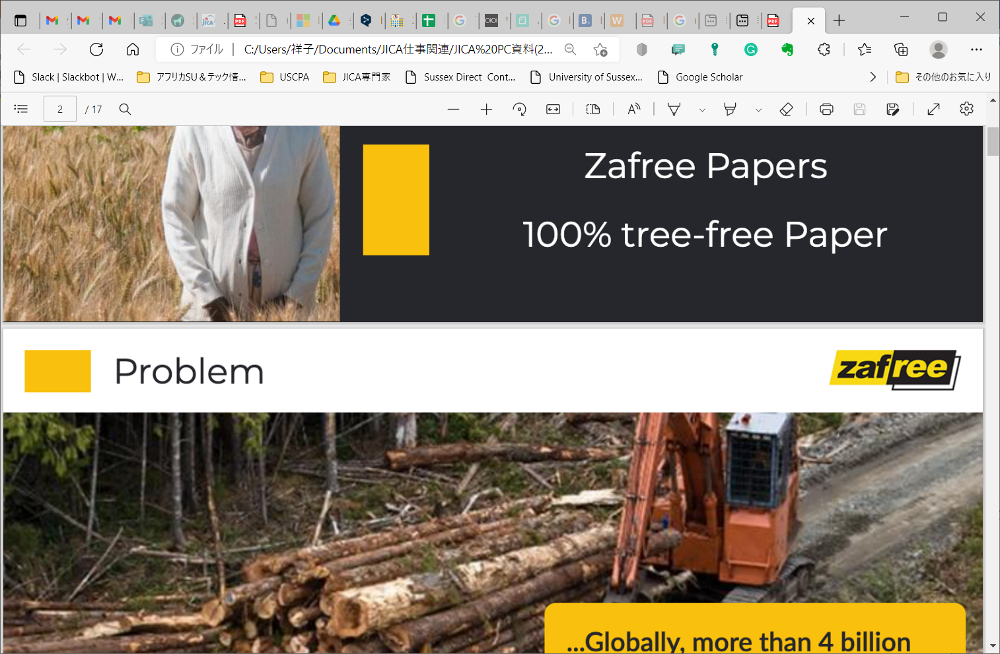 ファイル
C:/Users/祥子/Documents/JICA仕事関連/JICA%20PC資料(2...
Slack | Slackbot | W...
アフリカSU＆テック情...
USCPA
JICA専門家
Sussex Direct Cont...
University of Sussex...
Google Scholar
その他のお気に入り
2 / 17
Zafree Papers
100% tree-free Paper
Problem
zafree
...Globally, more than 4 billion